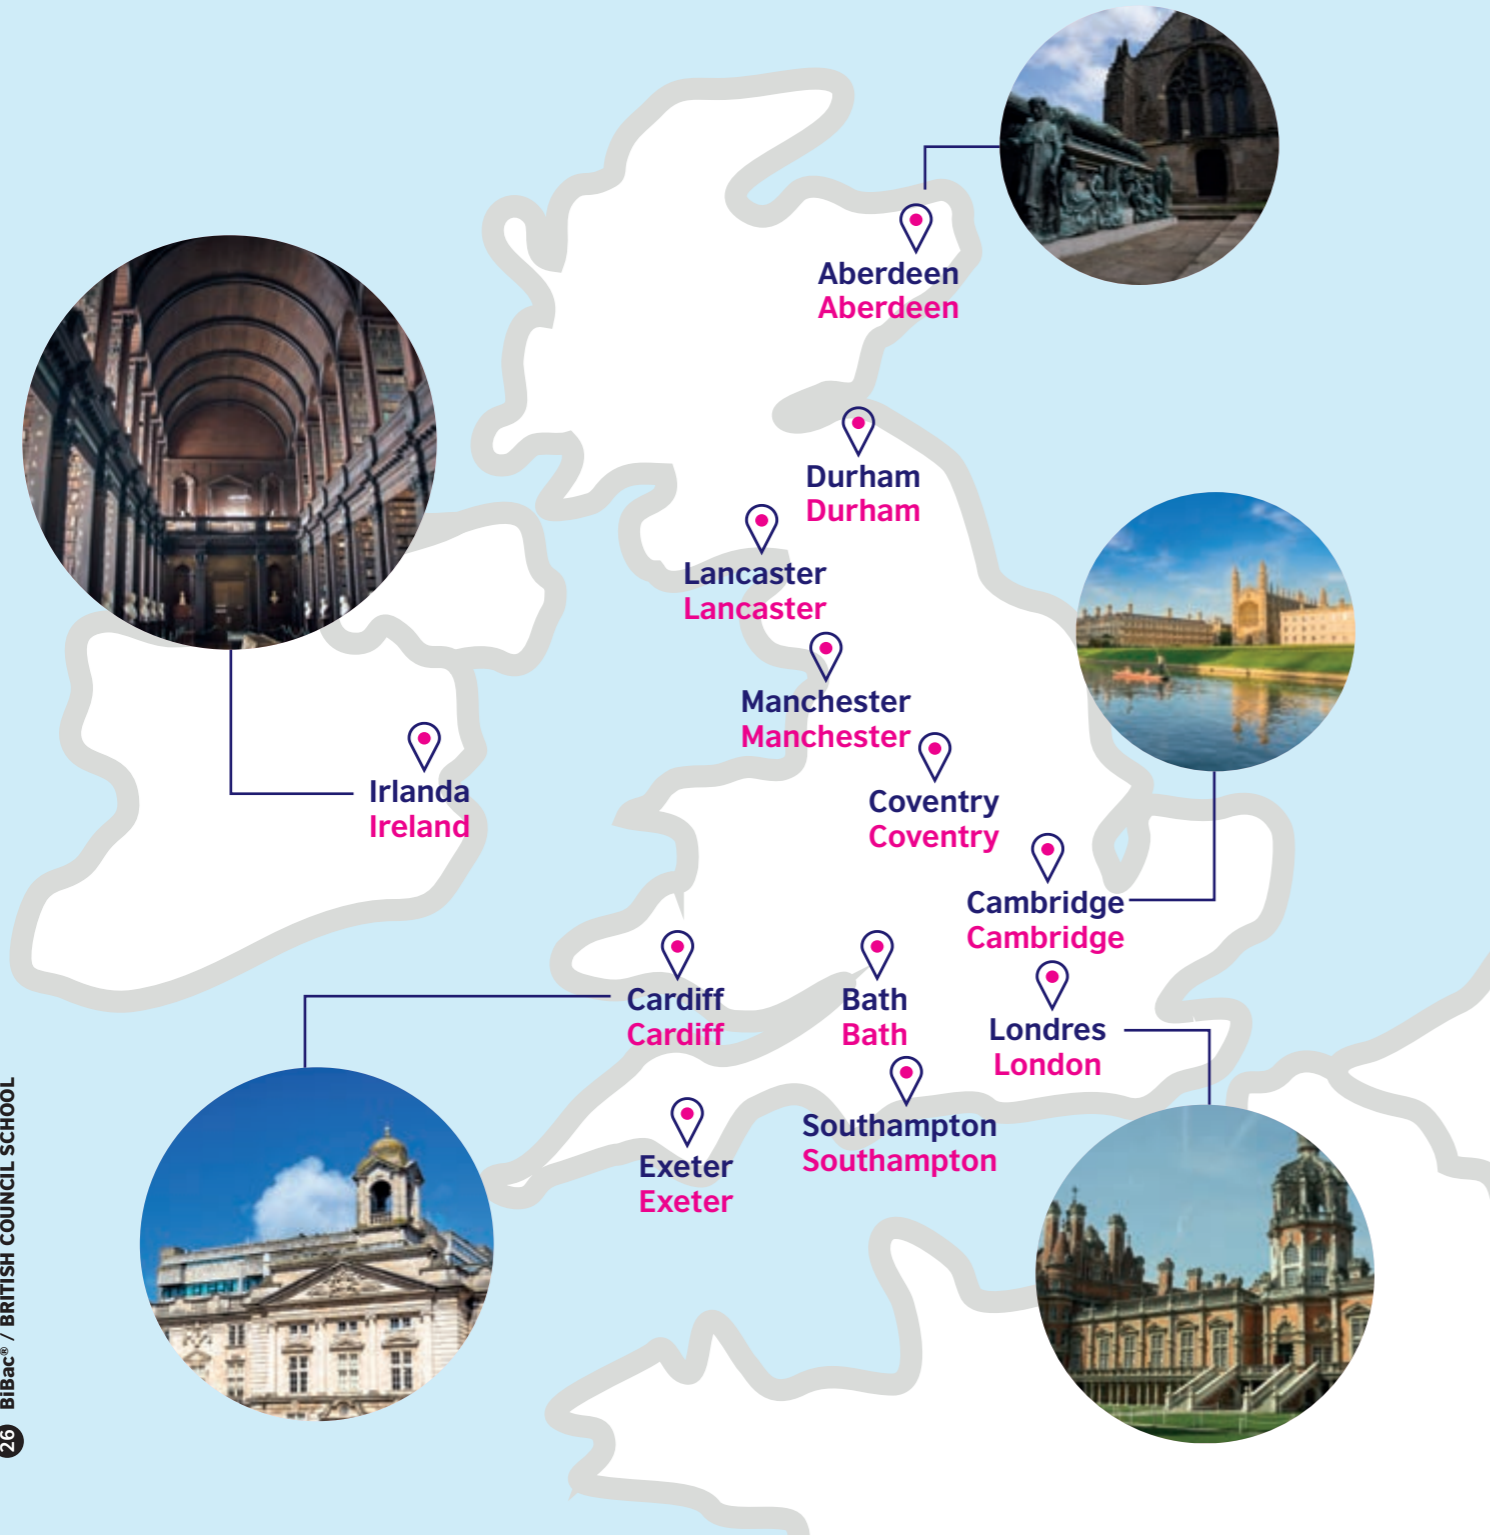 Aberdeen
Aberdeen
Durham
Durham
Lancaster
Lancaster
Manchester
Manchester
Irlanda
Ireland
Coventry
Coventry
Cambridge
Cambridge
Cardiff
Cardiff
Bath
Bath
Londres
London
Southampton
Southampton
Exeter
Exeter
26 BiBac® / BRITISH COUNCIL SCHOOL